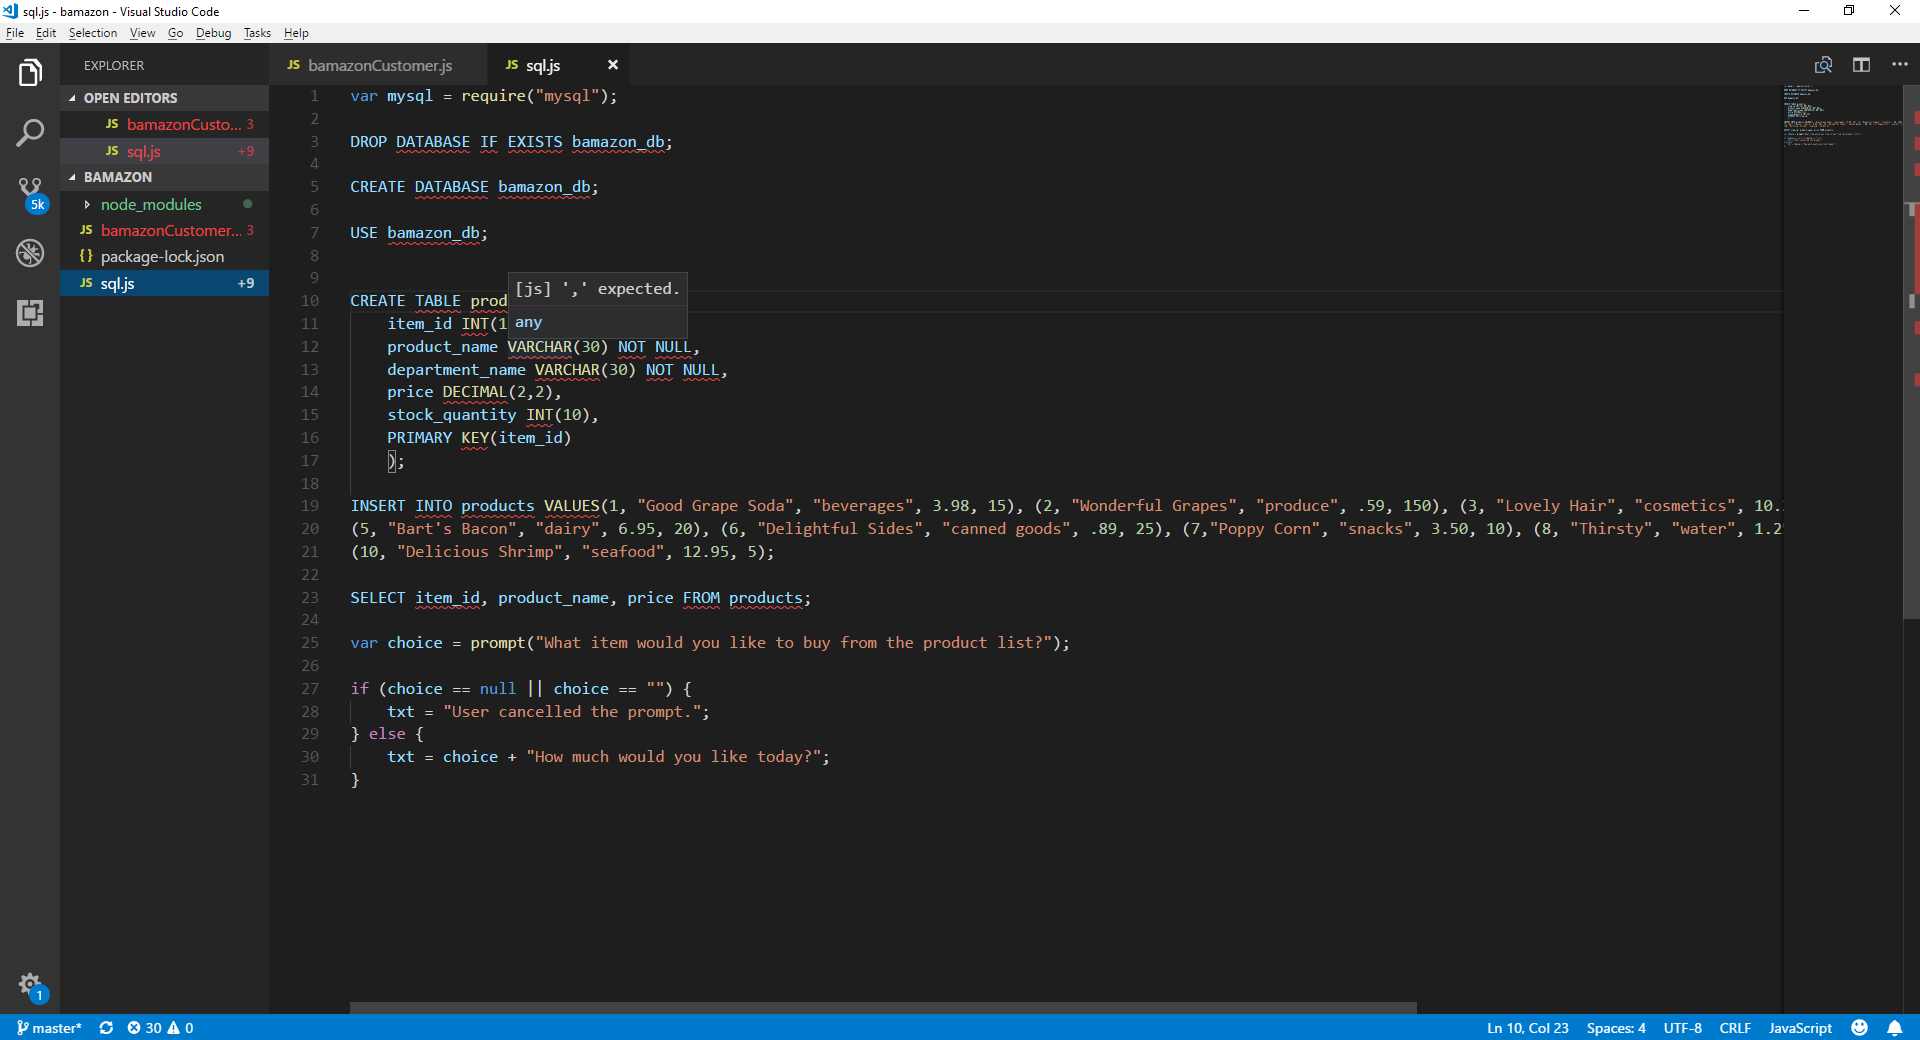 sql.js - bamazon - Visual Studio Code
File Edit Selection View Go Debug Tasks Help
EXPLORER
OPEN EDITORS
JS bamazonCusto... 3
JS sql.js +9
BAMAZON
node_modules
JS bamazonCustomer... 3
{} package-lock.json
JS sql.js +9
5k
1
JS bamazonCustomer.js
JS sql.js
1 var mysql = require("mysql");
2
3 DROP DATABASE IF EXISTS bamazon_db;
4
5 CREATE DATABASE bamazon_db;
6
7 USE bamazon_db;
8
9
[js] ',' expected.
any
10 CREATE TABLE prod
11 item_id INT(1
12 product_name VARCHAR(30) NOT NULL,
13 department_name VARCHAR(30) NOT NULL,
14 price DECIMAL(2,2),
15 stock_quantity INT(10),
16 PRIMARY KEY(item_id)
17 );
18
19 INSERT INTO products VALUES(1, "Good Grape Soda", "beverages", 3.98, 15), (2, "Wonderful Grapes", "produce", .59, 150), (3, "Lovely Hair", "cosmetics", 10.
20 (5, "Bart's Bacon", "dairy", 6.95, 20), (6, "Delightful Sides", "canned goods", .89, 25), (7,"Poppy Corn", "snacks", 3.50, 10), (8, "Thirsty", "water", 1.2
21 (10, "Delicious Shrimp", "seafood", 12.95, 5);
22
23 SELECT item_id, product_name, price FROM products;
24
25 var choice = prompt("What item would you like to buy from the product list?");
26
27 if (choice == null || choice == "") {
28 txt = "User cancelled the prompt.";
29 } else {
30 txt = choice + "How much would you like today?";
31 }
master* 30 0
Ln 10, Col 23 Spaces: 4 UTF-8 CRLF JavaScript